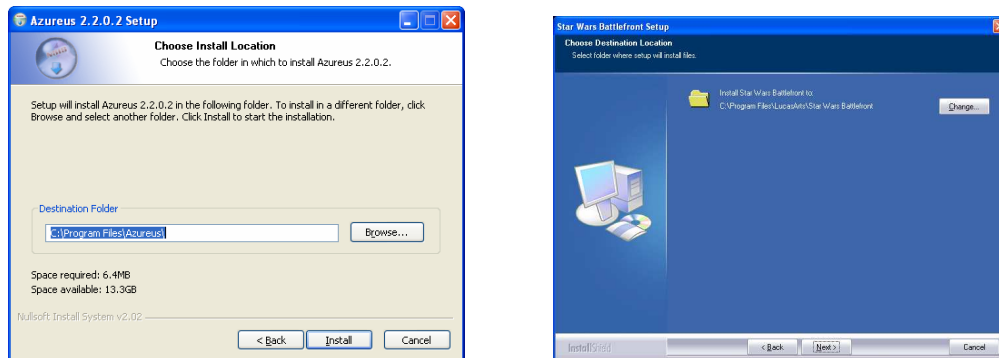 Azureus 2.2.0.2 Setup
Choose Install Location
Choose the folder in which to install Azureus 2.2.0.2.
Setup will install Azureus 2.2.0.2 in the following folder. To install in a different folder, click
Browse and select another folder. Click Install to start the installation.
Destination Folder
C:\Program Files\Azureus\
Browse...
Space required: 6.4MB
Space available: 13.3GB
Nullsoft Install System v2.02
< Back
Install
Cancel
Star Wars Battlefront Setup
Choose Destination Location
Select folder where setup will install files.
Install Star Wars Battlefront to:
C:\Program Files\LucasArts\Star Wars Battlefront
Change...
InstallShield
< Back
Next >
Cancel